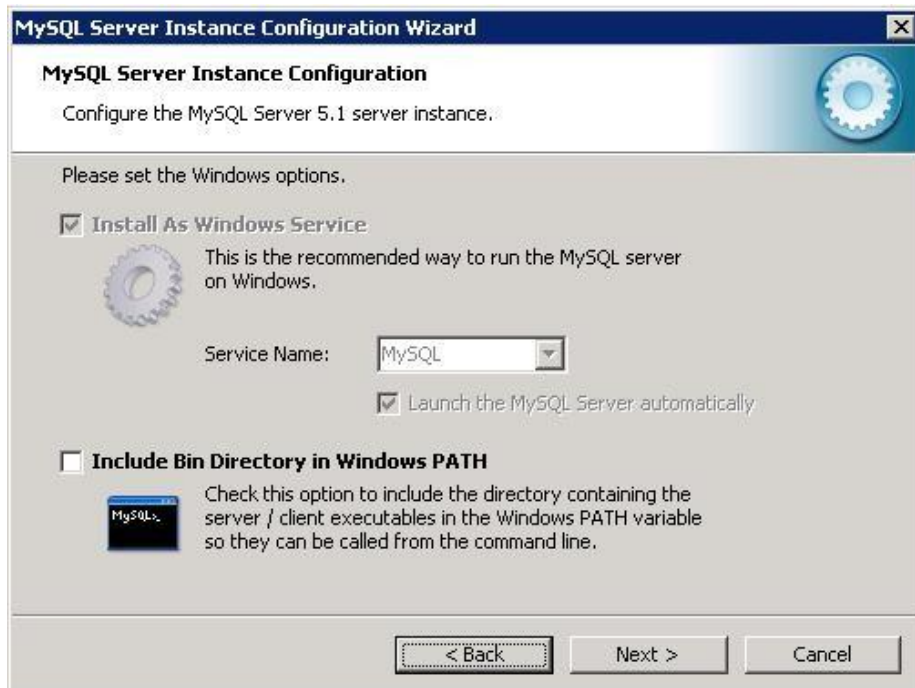 MySQL Server Instance Configuration Wizard
MySQL Server Instance Configuration
Configure the MySQL Server 5.1 server instance.
Please set the Windows options.
Install As Windows Service
This is the recommended way to run the MySQL server
on Windows.
Service Name:
MySQL
Launch the MySQL Server automatically
Include Bin Directory in Windows PATH
MySQL>_
Check this option to include the directory containing the
server / client executables in the Windows PATH variable
so they can be called from the command line.
< Back
Next >
Cancel